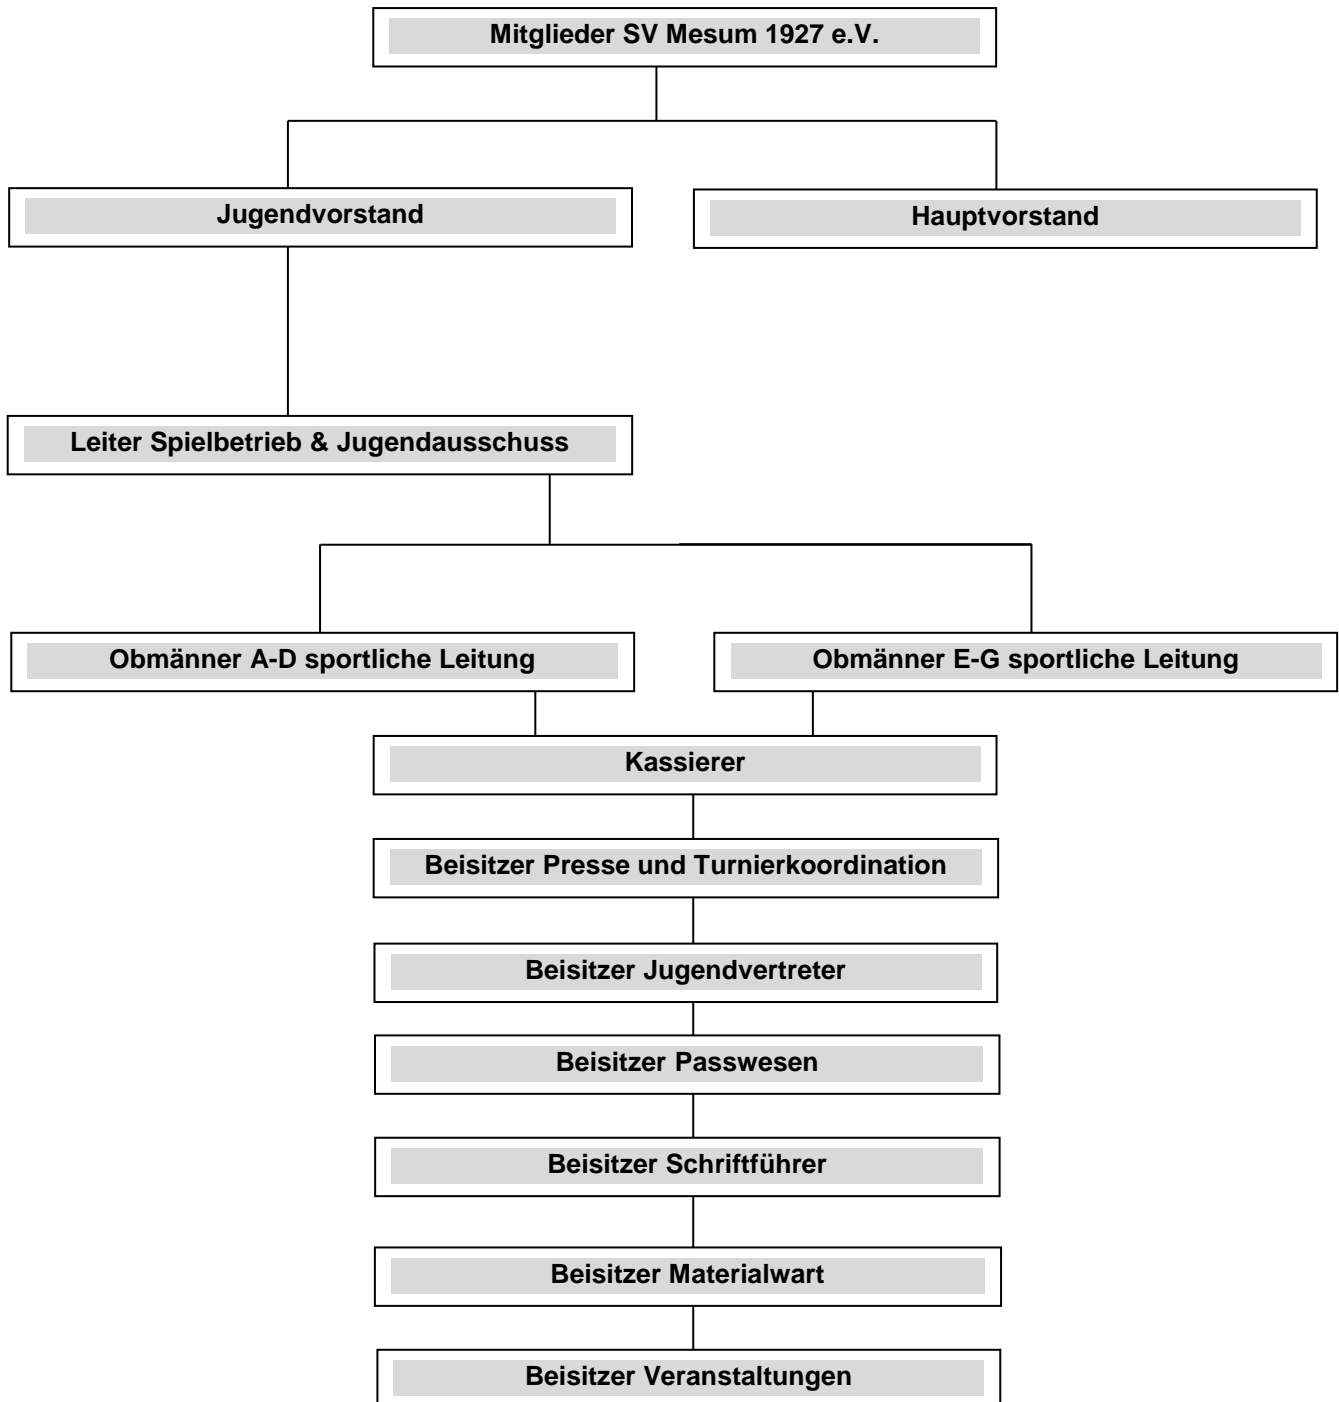 Mitglieder SV Mesum 1927 e.V.
Jugendvorstand
Hauptvorstand
Leiter Spielbetrieb & Jugendausschuss
Obmänner A-D sportliche Leitung
Obmänner E-G sportliche Leitung
Kassierer
Beisitzer Presse und Turnierkoordination
Beisitzer Jugendvertreter
Beisitzer Passwesen
Beisitzer Schriftführer
Beisitzer Materialwart
Beisitzer Veranstaltungen